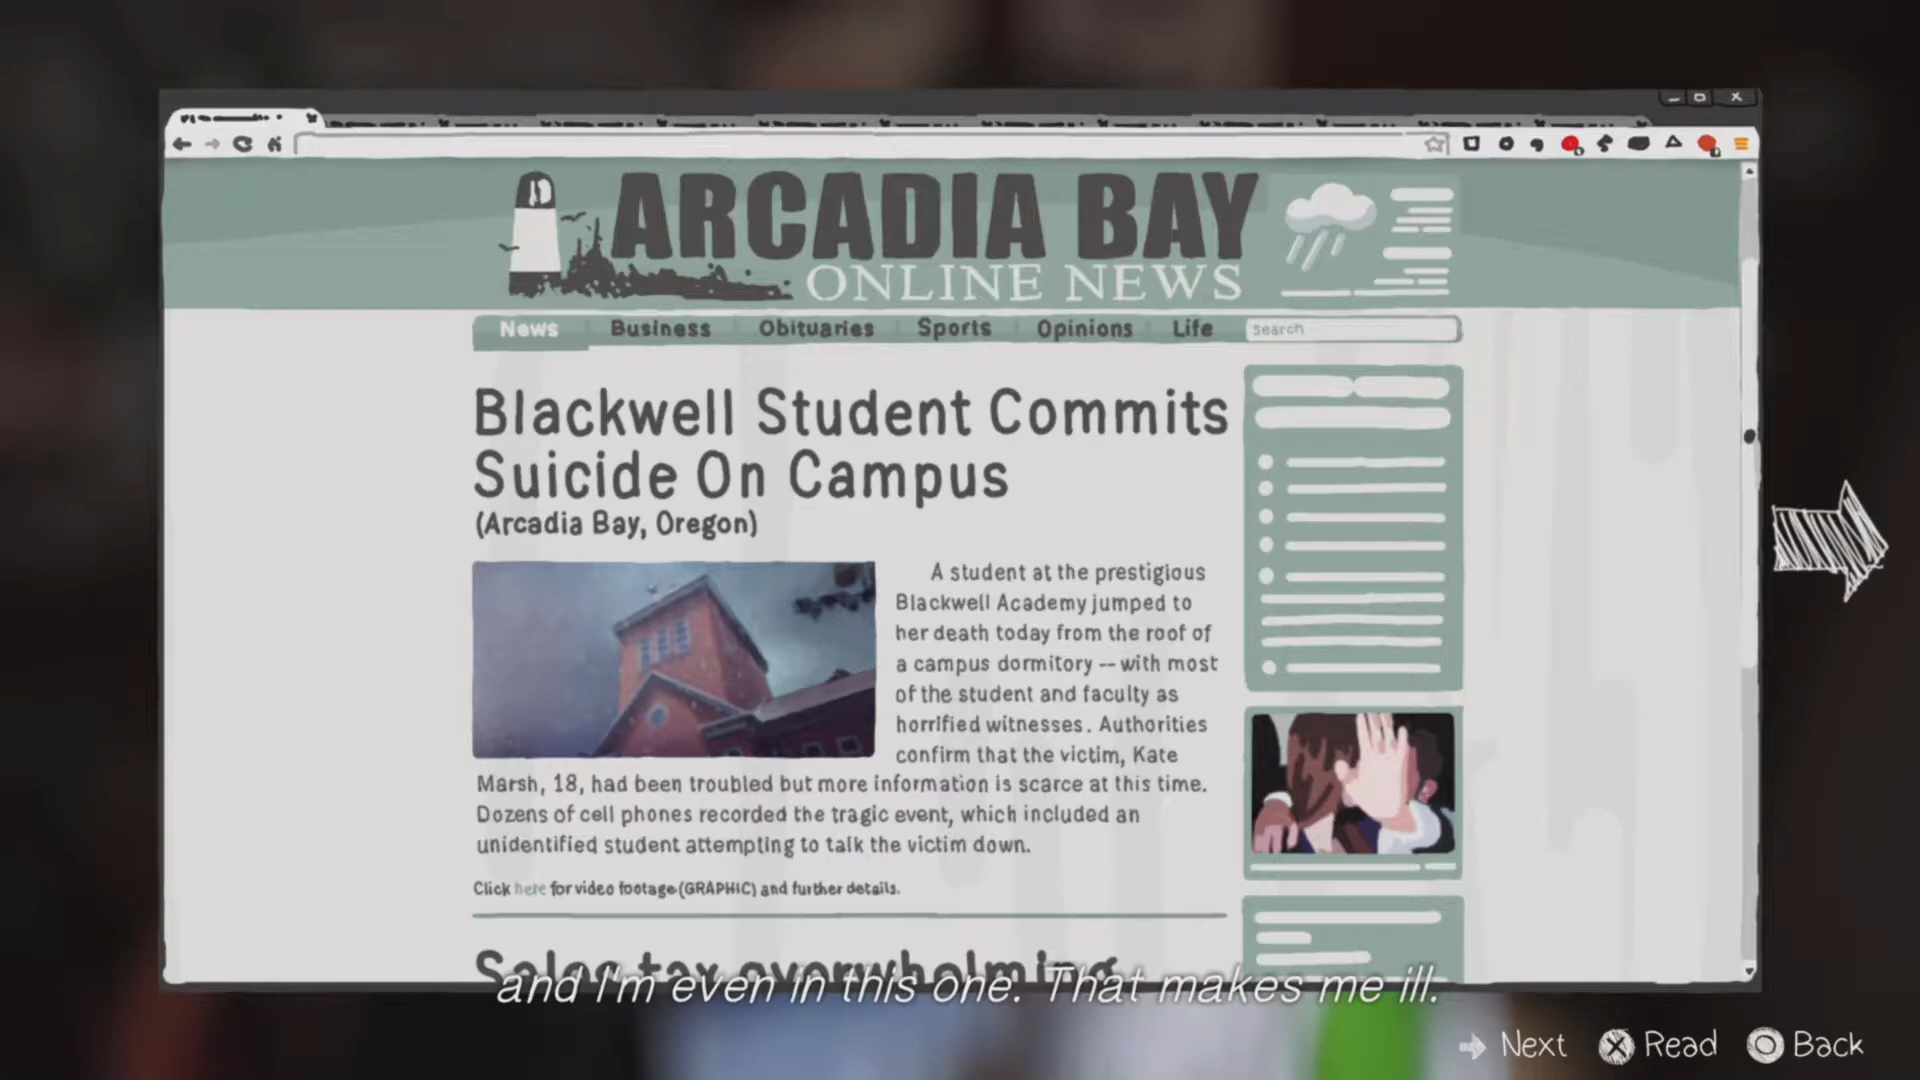 ARCADIA BAY
ONLINE NEWS
News Business Obituaries Sports Opinions Life search
Blackwell Student Commits
Suicide On Campus
(Arcadia Bay, Oregon)
A student at the prestigious
Blackwell Academy jumped to
her death today from the roof of
a campus dormitory -- with most
of the student and faculty as
horrified witnesses. Authorities
confirm that the victim, Kate
Marsh, 18, had been troubled but more information is scarce at this time.
Dozens of cell phones recorded the tragic event, which included an
unidentified student attempting to talk the victim down.
Click here for video footage (GRAPHIC) and further details.
Sales tax overwhelming
and I'm even in this one. That makes me ill.
Next Read Back